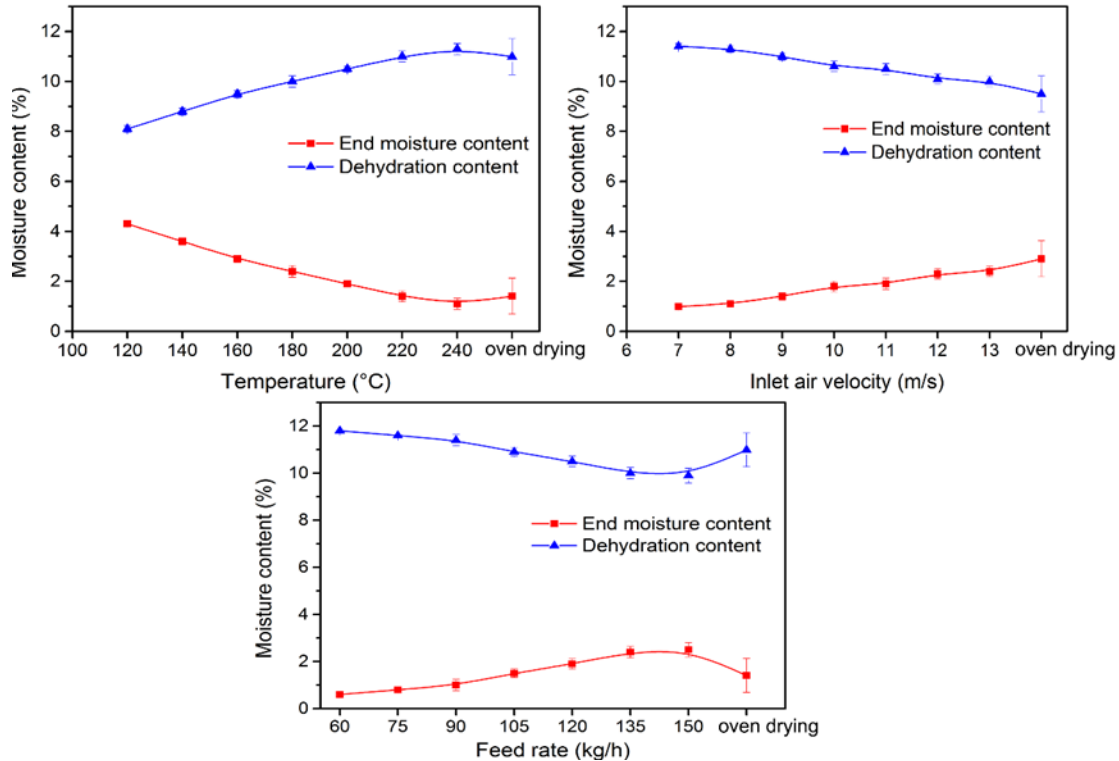 Moisture content (%)
12
10
8
6
4
2
0
End moisture content
Dehydration content
100 120 140 160 180 200 220 240 oven drying
Temperature (°C)
Moisture content (%)
12
10
8
6
4
2
0
End moisture content
Dehydration content
6 7 8 9 10 11 12 13 oven drying
Inlet air velocity (m/s)
Moisture content (%)
12
10
8
6
4
2
0
End moisture content
Dehydration content
60 75 90 105 120 135 150 oven drying
Feed rate (kg/h)